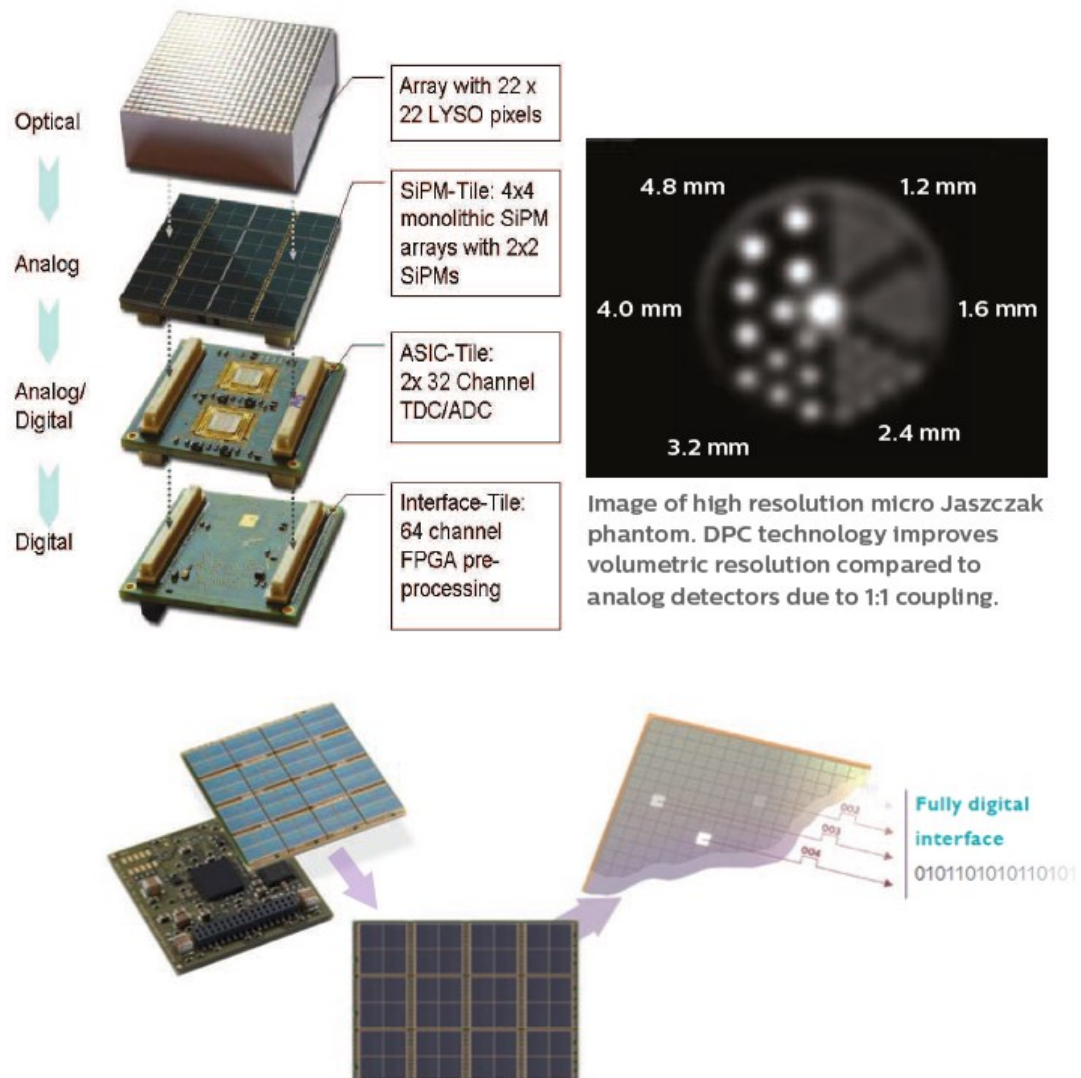 Optical
Analog
Analog/
Digital
Digital
Array with 22 x
22 LYSO pixels
SiPM-Tile: 4x4
monolithic SiPM
arrays with 2x2
SiPMs
ASIC-Tile:
2x 32 Channel
TDC/ADC
Interface-Tile:
64 channel
FPGA pre-
processing
4.8 mm
1.2 mm
4.0 mm
1.6 mm
3.2 mm
2.4 mm
Image of high resolution micro Jaszczak
phantom. DPC technology improves
volumetric resolution compared to
analog detectors due to 1:1 coupling.
002
003
004
Fully digital
interface
0101101010110101